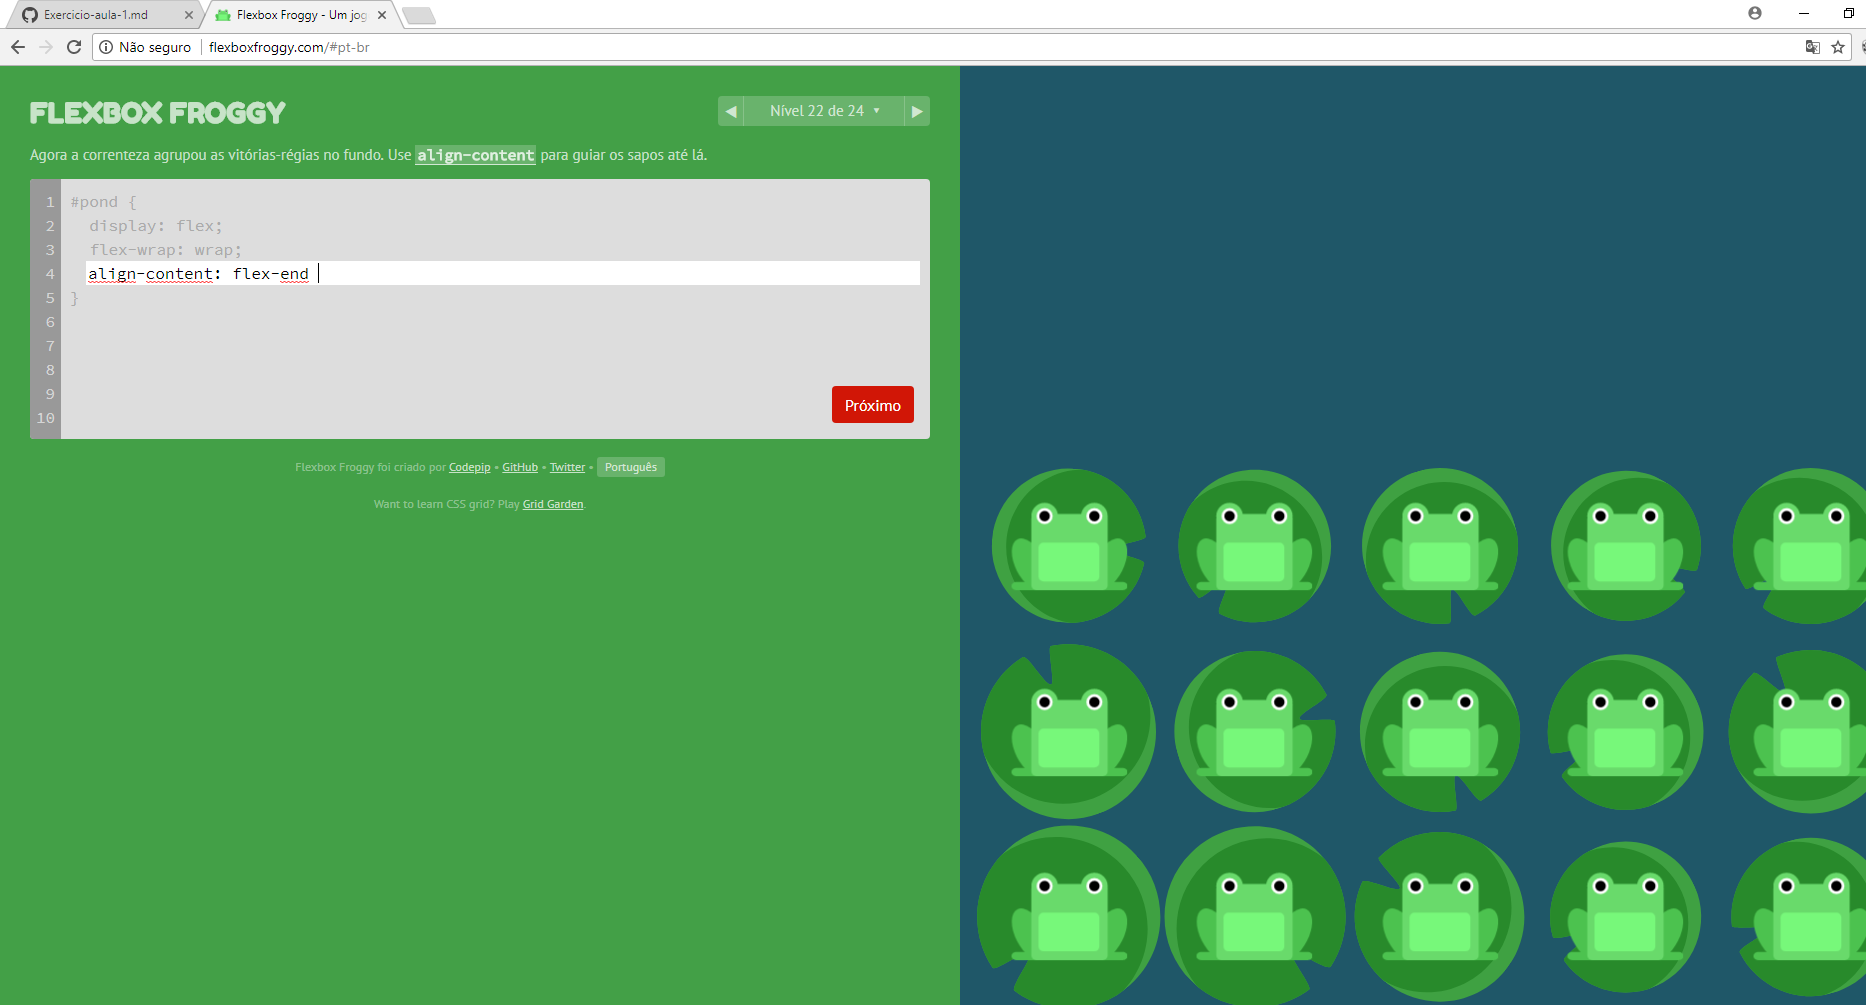 Exercicio-aula-1.md
Flexbox Froggy - Um jog
Não seguro
flexboxfroggy.com/#pt-br
FLEXBOX FROGGY
Nível 22 de 24
Agora a correnteza agrupou as vitórias-régias no fundo. Use align-content para guiar os sapos até lá.
1 #pond {
2 display: flex;
3 flex-wrap: wrap;
4 align-content: flex-end
5 }
6
7
8
9
10
Próximo
Flexbox Froggy foi criado por Codepip • GitHub • Twitter • Português
Want to learn CSS grid? Play Grid Garden.